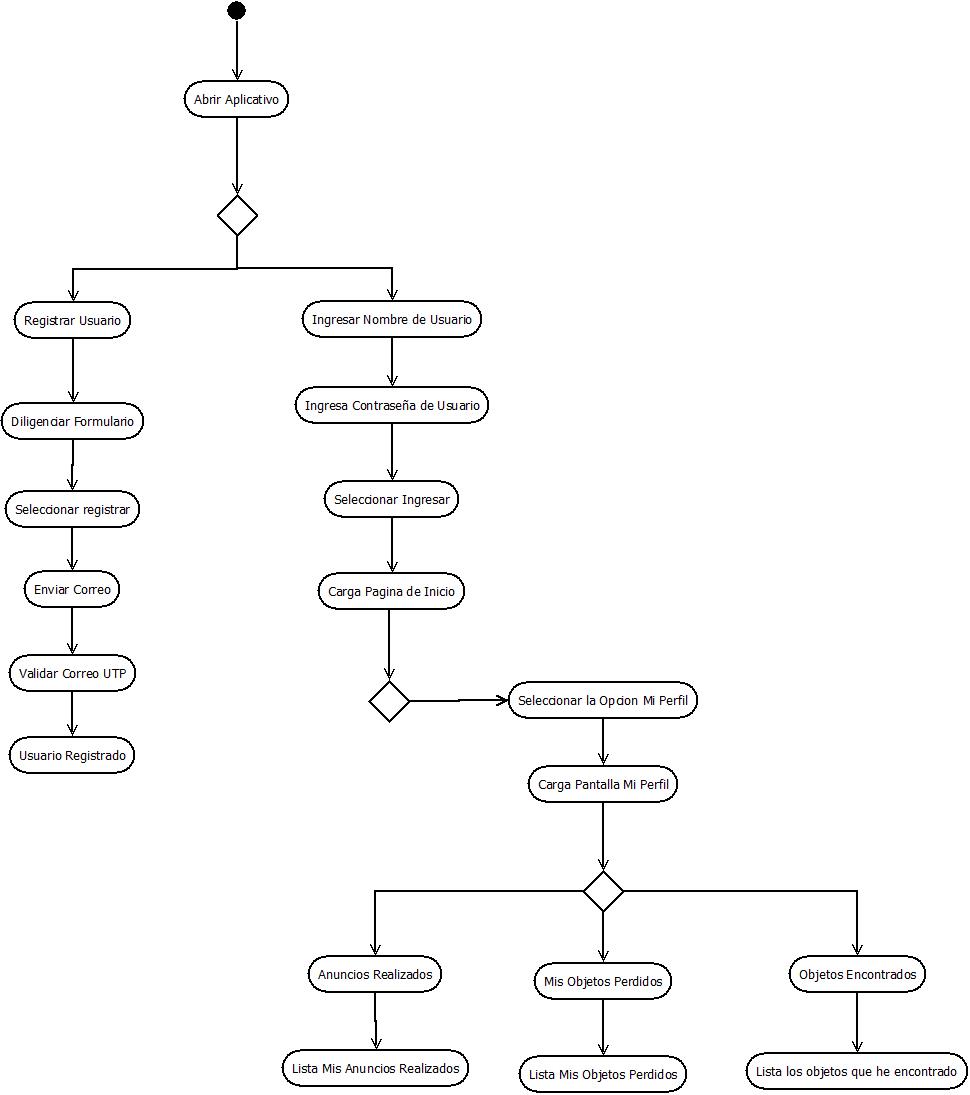 Abrir Aplicativo
Registrar Usuario
Ingresar Nombre de Usuario
Diligenciar Formulario
Ingresa Contraseña de Usuario
Seleccionar registrar
Seleccionar Ingresar
Enviar Correo
Carga Pagina de Inicio
Validar Correo UTP
Usuario Registrado
Seleccionar la Opcion Mi Perfil
Carga Pantalla Mi Perfil
Anuncios Realizados
Mis Objetos Perdidos
Objetos Encontrados
Lista Mis Anuncios Realizados
Lista Mis Objetos Perdidos
Lista los objetos que he encontrado